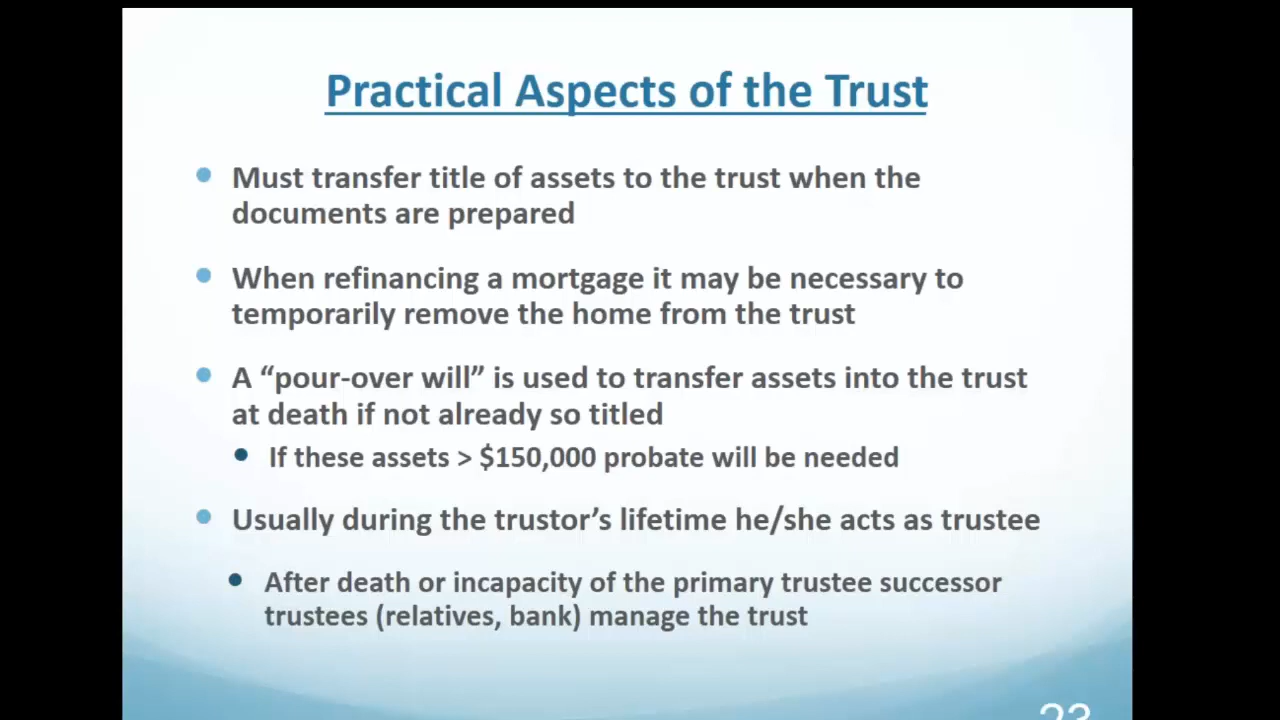 Practical Aspects of the Trust
Must transfer title of assets to the trust when the
documents are prepared
When refinancing a mortgage it may be necessary to
temporarily remove the home from the trust
A “pour-over will” is used to transfer assets into the trust
at death if not already so titled
If these assets > $150,000 probate will be needed
Usually during the trustor’s lifetime he/she acts as trustee
After death or incapacity of the primary trustee successor
trustees (relatives, bank) manage the trust
23